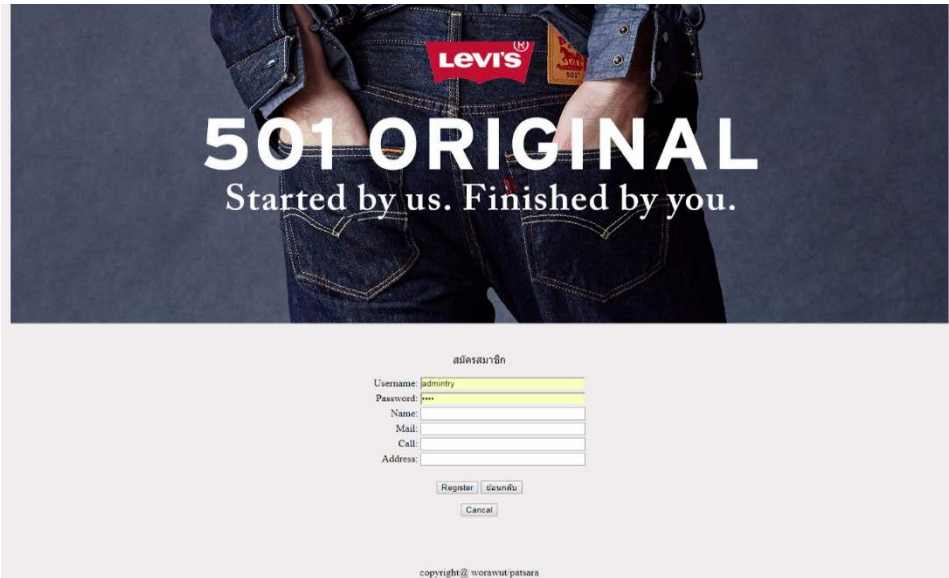 LEVI'S ®
501®
501 ORIGINAL
Started by us. Finished by you.
สมัครสมาชิก
Username: admintry
Password: ••••
Name:
Mail:
Call:
Address:
Register ย้อนกลับ
Cancal
copyright@ worawut/patsara